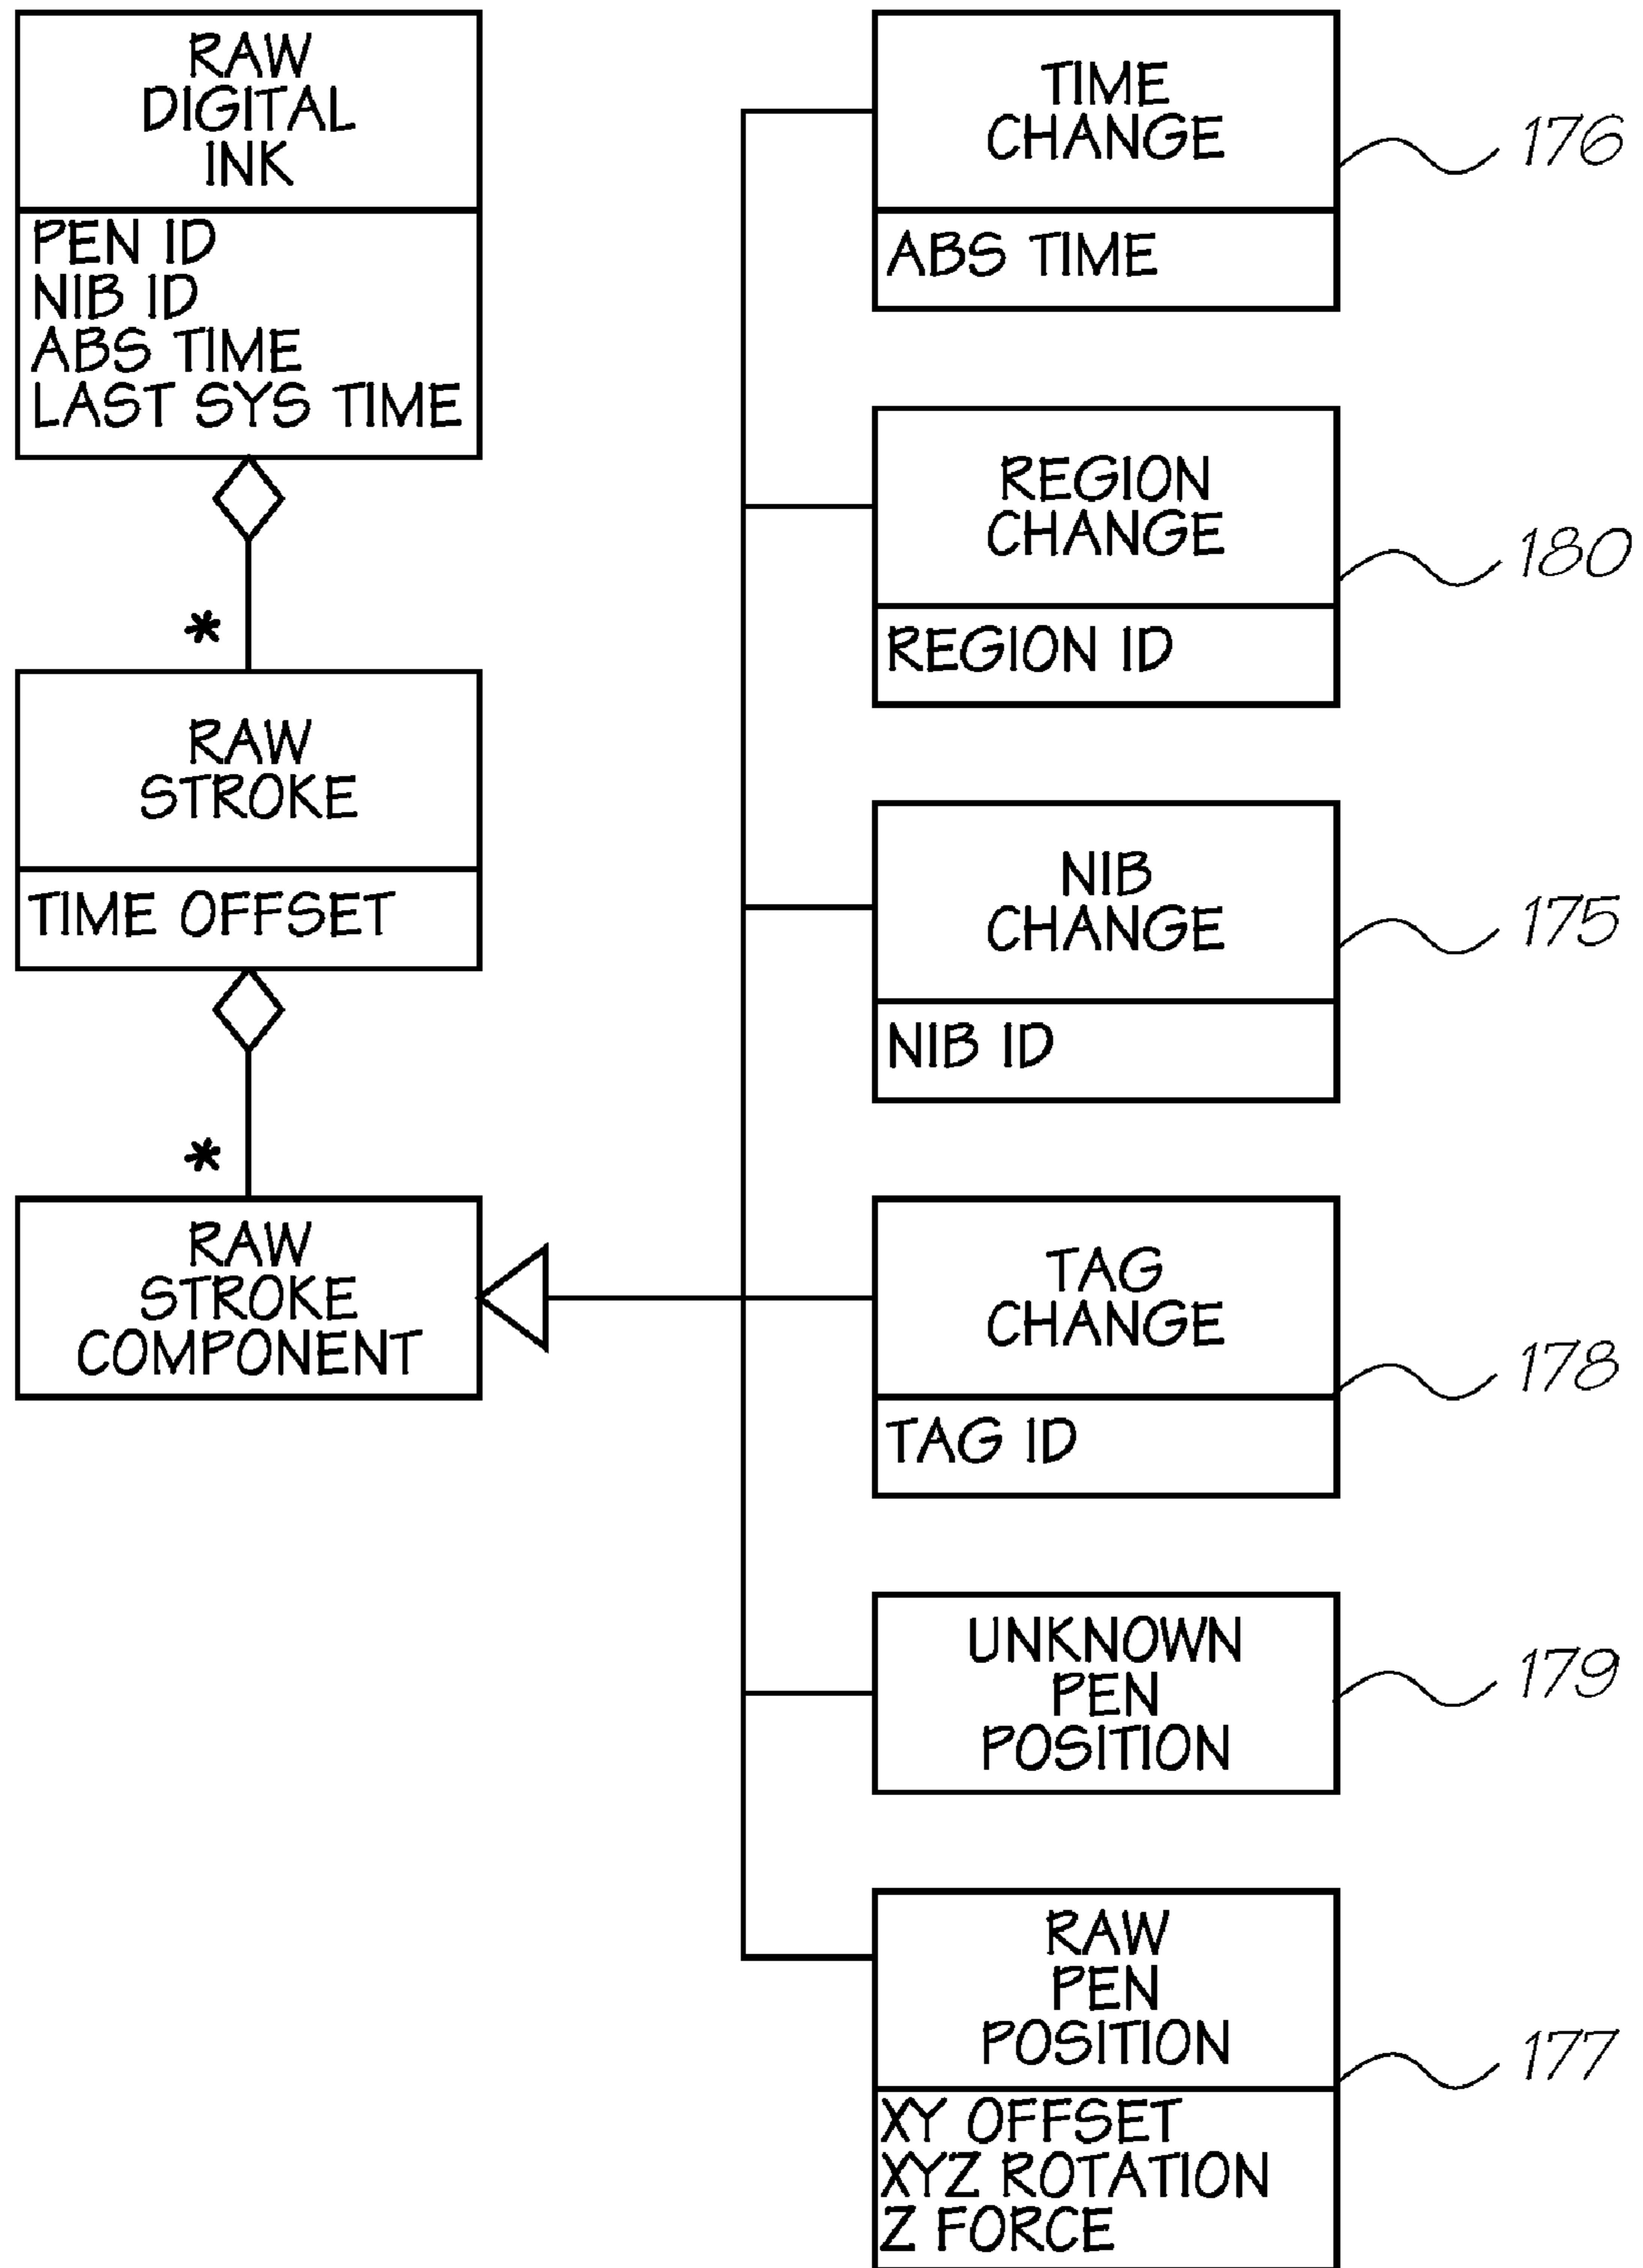 RAW
DIGITAL
INK
PEN ID
NIB ID
ABS TIME
LAST SYS TIME
*
RAW
STROKE
TIME OFFSET
*
RAW
STROKE
COMPONENT
TIME
CHANGE
ABS TIME
176
REGION
CHANGE
REGION ID
180
NIB
CHANGE
NIB ID
175
TAG
CHANGE
TAG ID
178
UNKNOWN
PEN
POSITION
179
RAW
PEN
POSITION
XY OFFSET
XYZ ROTATION
Z FORCE
177